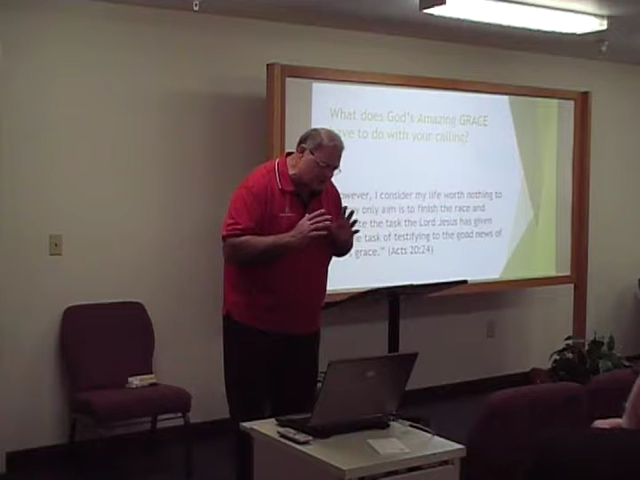 What does God's Amazing GRACE
to do with your calling?
I consider my life worth nothing to
only aim is to finish the race and
the task the Lord Jesus has given
task of testifying to the good news of
grace." (Acts 20:24)